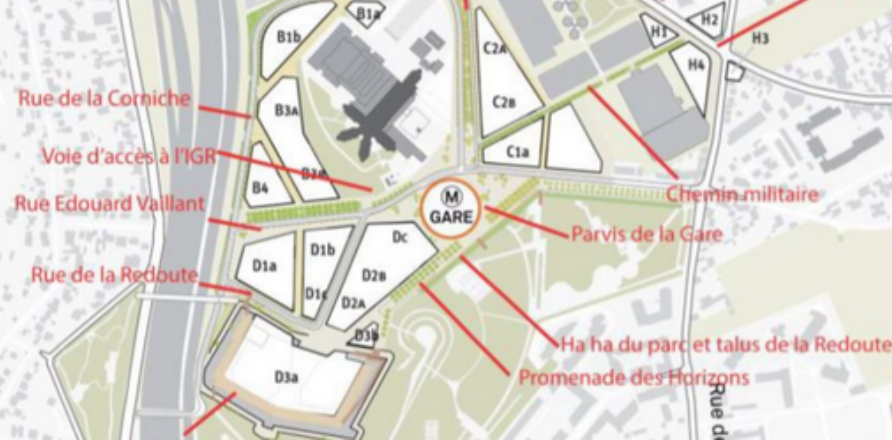 B1a
H2
B1b
H1
H3
C2A
H4
Rue de la Corniche
B3A
C2B
Voie d'accès à l'IGR
C1a
B3B
B4
Chemin militaire
M
GARE
Rue Edouard Vaillant
Parvis de la Gare
Dc
D1b
D1a
Rue de la Redoute
D2B
D1c
D2A
D3b
Ha ha du parc et talus de la Redoute
D3a
Promenade des Horizons
Rue de